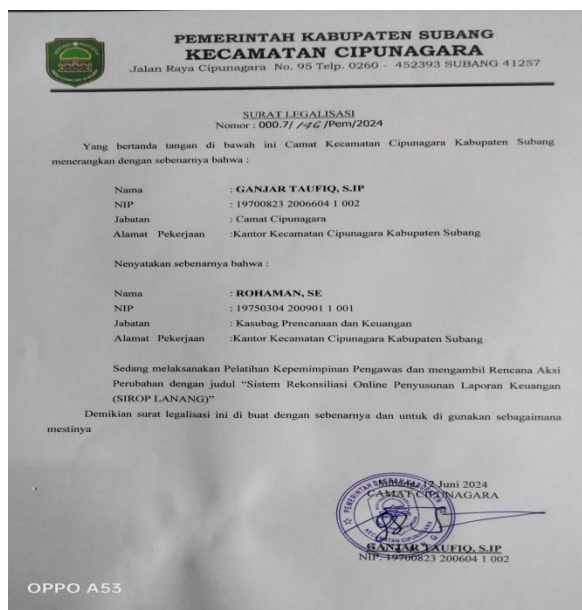 PEMERINTAH KABUPATEN SUBANG
KECAMATAN CIPUNAGARA
Jalan Raya Cipunagara No. 95 Telp. 0260 - 452393 SUBANG 41257
SURAT LEGALISASI
Nomor : 000.7/ 146 /Pem/2024
Yang bertanda tangan di bawah ini Camat Kecamatan Cipunagara Kabupaten Subang
menerangkan dengan sebenarnya bahwa :
Nama : GANJAR TAUFIQ, S.IP
NIP : 19700823 2006604 1 002
Jabatan : Camat Cipunagara
Alamat Pekerjaan :Kantor Kecamatan Cipunagara Kabupaten Subang
Nenyatakan sebenarnya bahwa :
Nama : ROHAMAN, SE
NIP : 19750304 200901 1 001
Jabatan : Kasubag Prencanaan dan Keuangan
Alamat Pekerjaan :Kantor Kecamatan Cipunagara Kabupaten Subang
Sedang melaksanakan Pelatihan Kepemimpinan Pengawas dan mengambil Rencana Aksi
Perubahan dengan judul “Sistem Rekonsiliasi Online Penyusunan Laporan Keuangan
(SIROP LANANG)”
Demikian surat legalisasi ini di buat dengan sebenarnya dan untuk di gunakan sebagaimana
mestinya
Subang, 12 Juni 2024
CAMAT CIPUNAGARA
GANJAR TAUFIQ, S.IP
NIP. 19700823 200604 1 002
OPPO A53